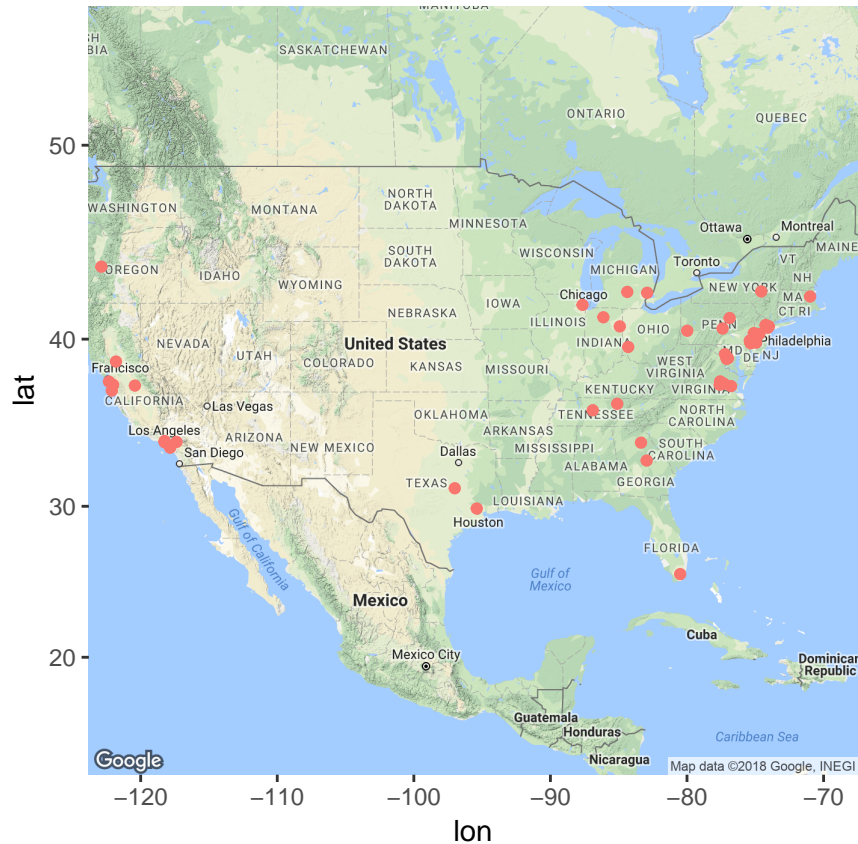 MANITOBA
SASKATCHEWAN
ONTARIO
QUEBEC
50
WASHINGTON
MONTANA
NORTH
DAKOTA
MINNESOTA
Ottawa
Montreal
MAINE
OREGON
IDAHO
SOUTH
DAKOTA
WISCONSIN
MICHIGAN
Toronto
VT
NH
WYOMING
Chicago
NEW YORK
MA
CT RI
IOWA
NEBRASKA
ILLINOIS
INDIANA
OHIO
PENN
40
NEVADA
UTAH
United States
Philadelphia
MD
DE
NJ
Francisco
COLORADO
KANSAS
MISSOURI
WEST
VIRGINIA
VIRGINIA
KENTUCKY
CALIFORNIA
Las Vegas
TENNESSEE
NORTH
CAROLINA
OKLAHOMA
ARKANSAS
Los Angeles
ARIZONA
NEW MEXICO
MISSISSIPPI
SOUTH
CAROLINA
San Diego
Dallas
ALABAMA
GEORGIA
TEXAS
LOUISIANA
30
Houston
FLORIDA
Gulf of California
Gulf of
Mexico
Mexico
Cuba
Mexico City
20
Dominican
Republic
Guatemala
Honduras
Caribbean Sea
Nicaragua
Google
Map data ©2018 Google, INEGI
−120
−110
−100
−90
−80
−70
lon
lat